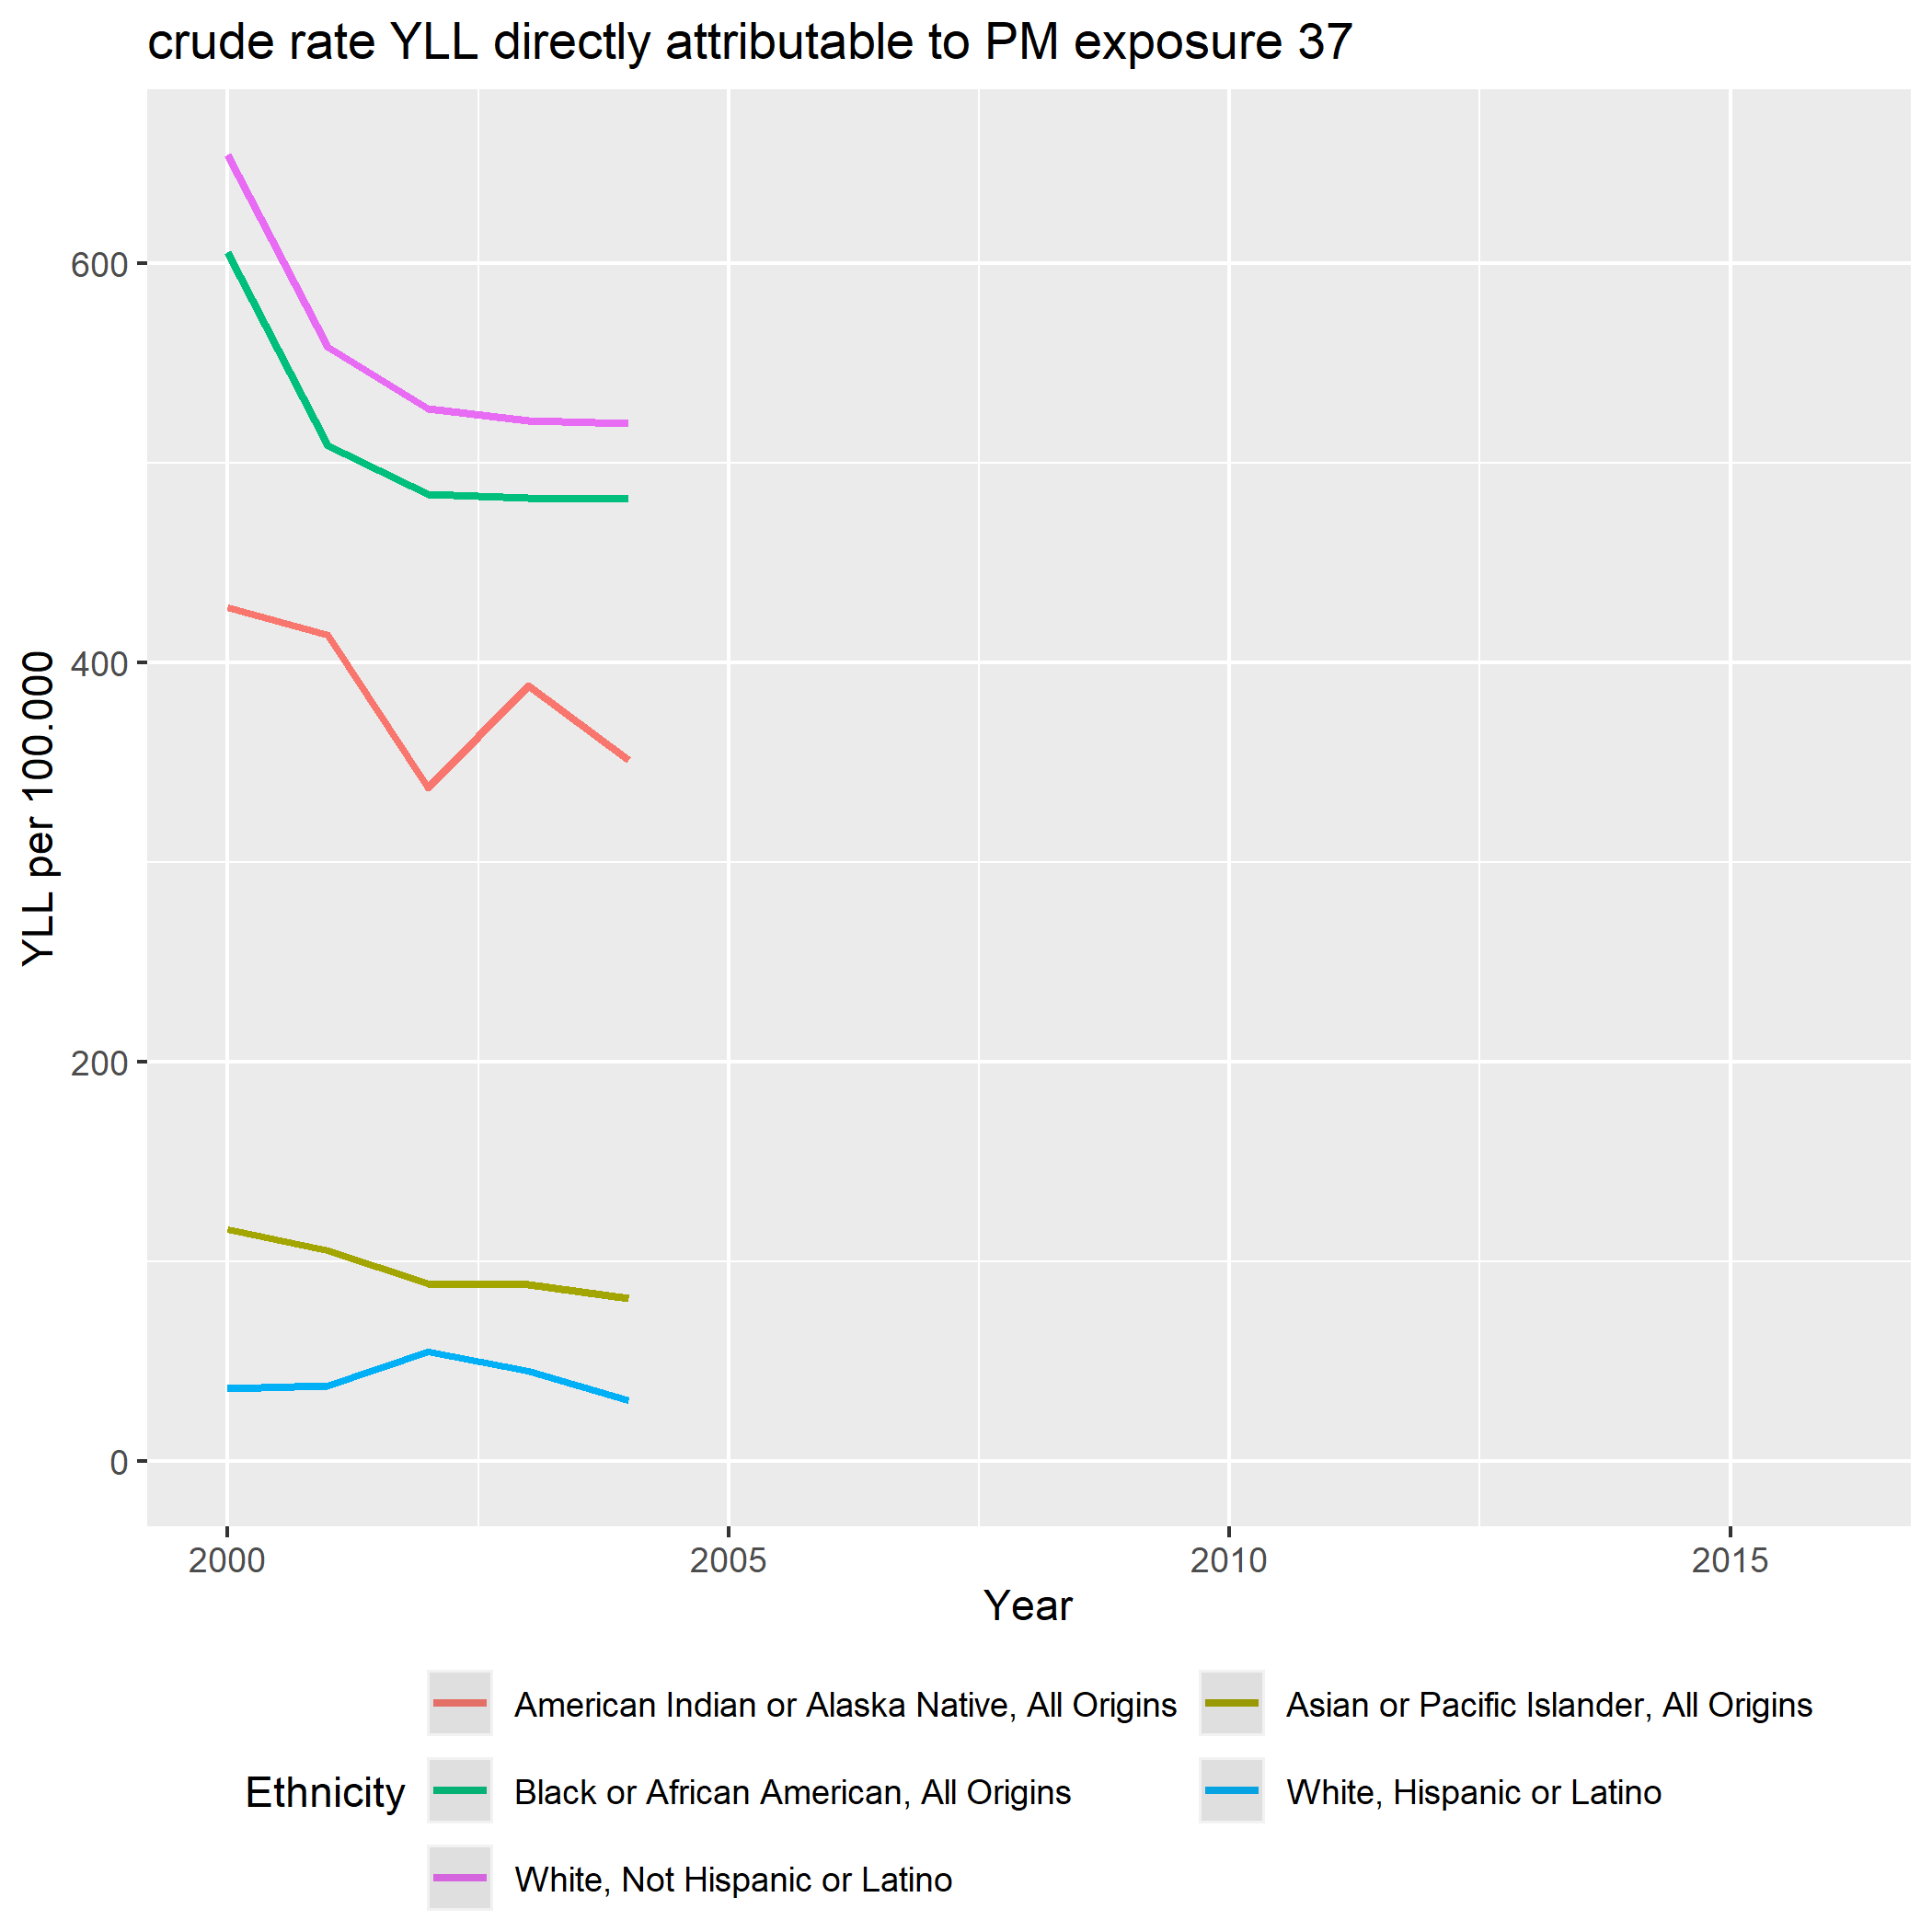 crude rate YLL directly attributable to PM exposure 37
YLL per 100.000
600
400
200
0
2000 2005 2010 2015
Year
Ethnicity
American Indian or Alaska Native, All Origins
Asian or Pacific Islander, All Origins
Black or African American, All Origins
White, Hispanic or Latino
White, Not Hispanic or Latino